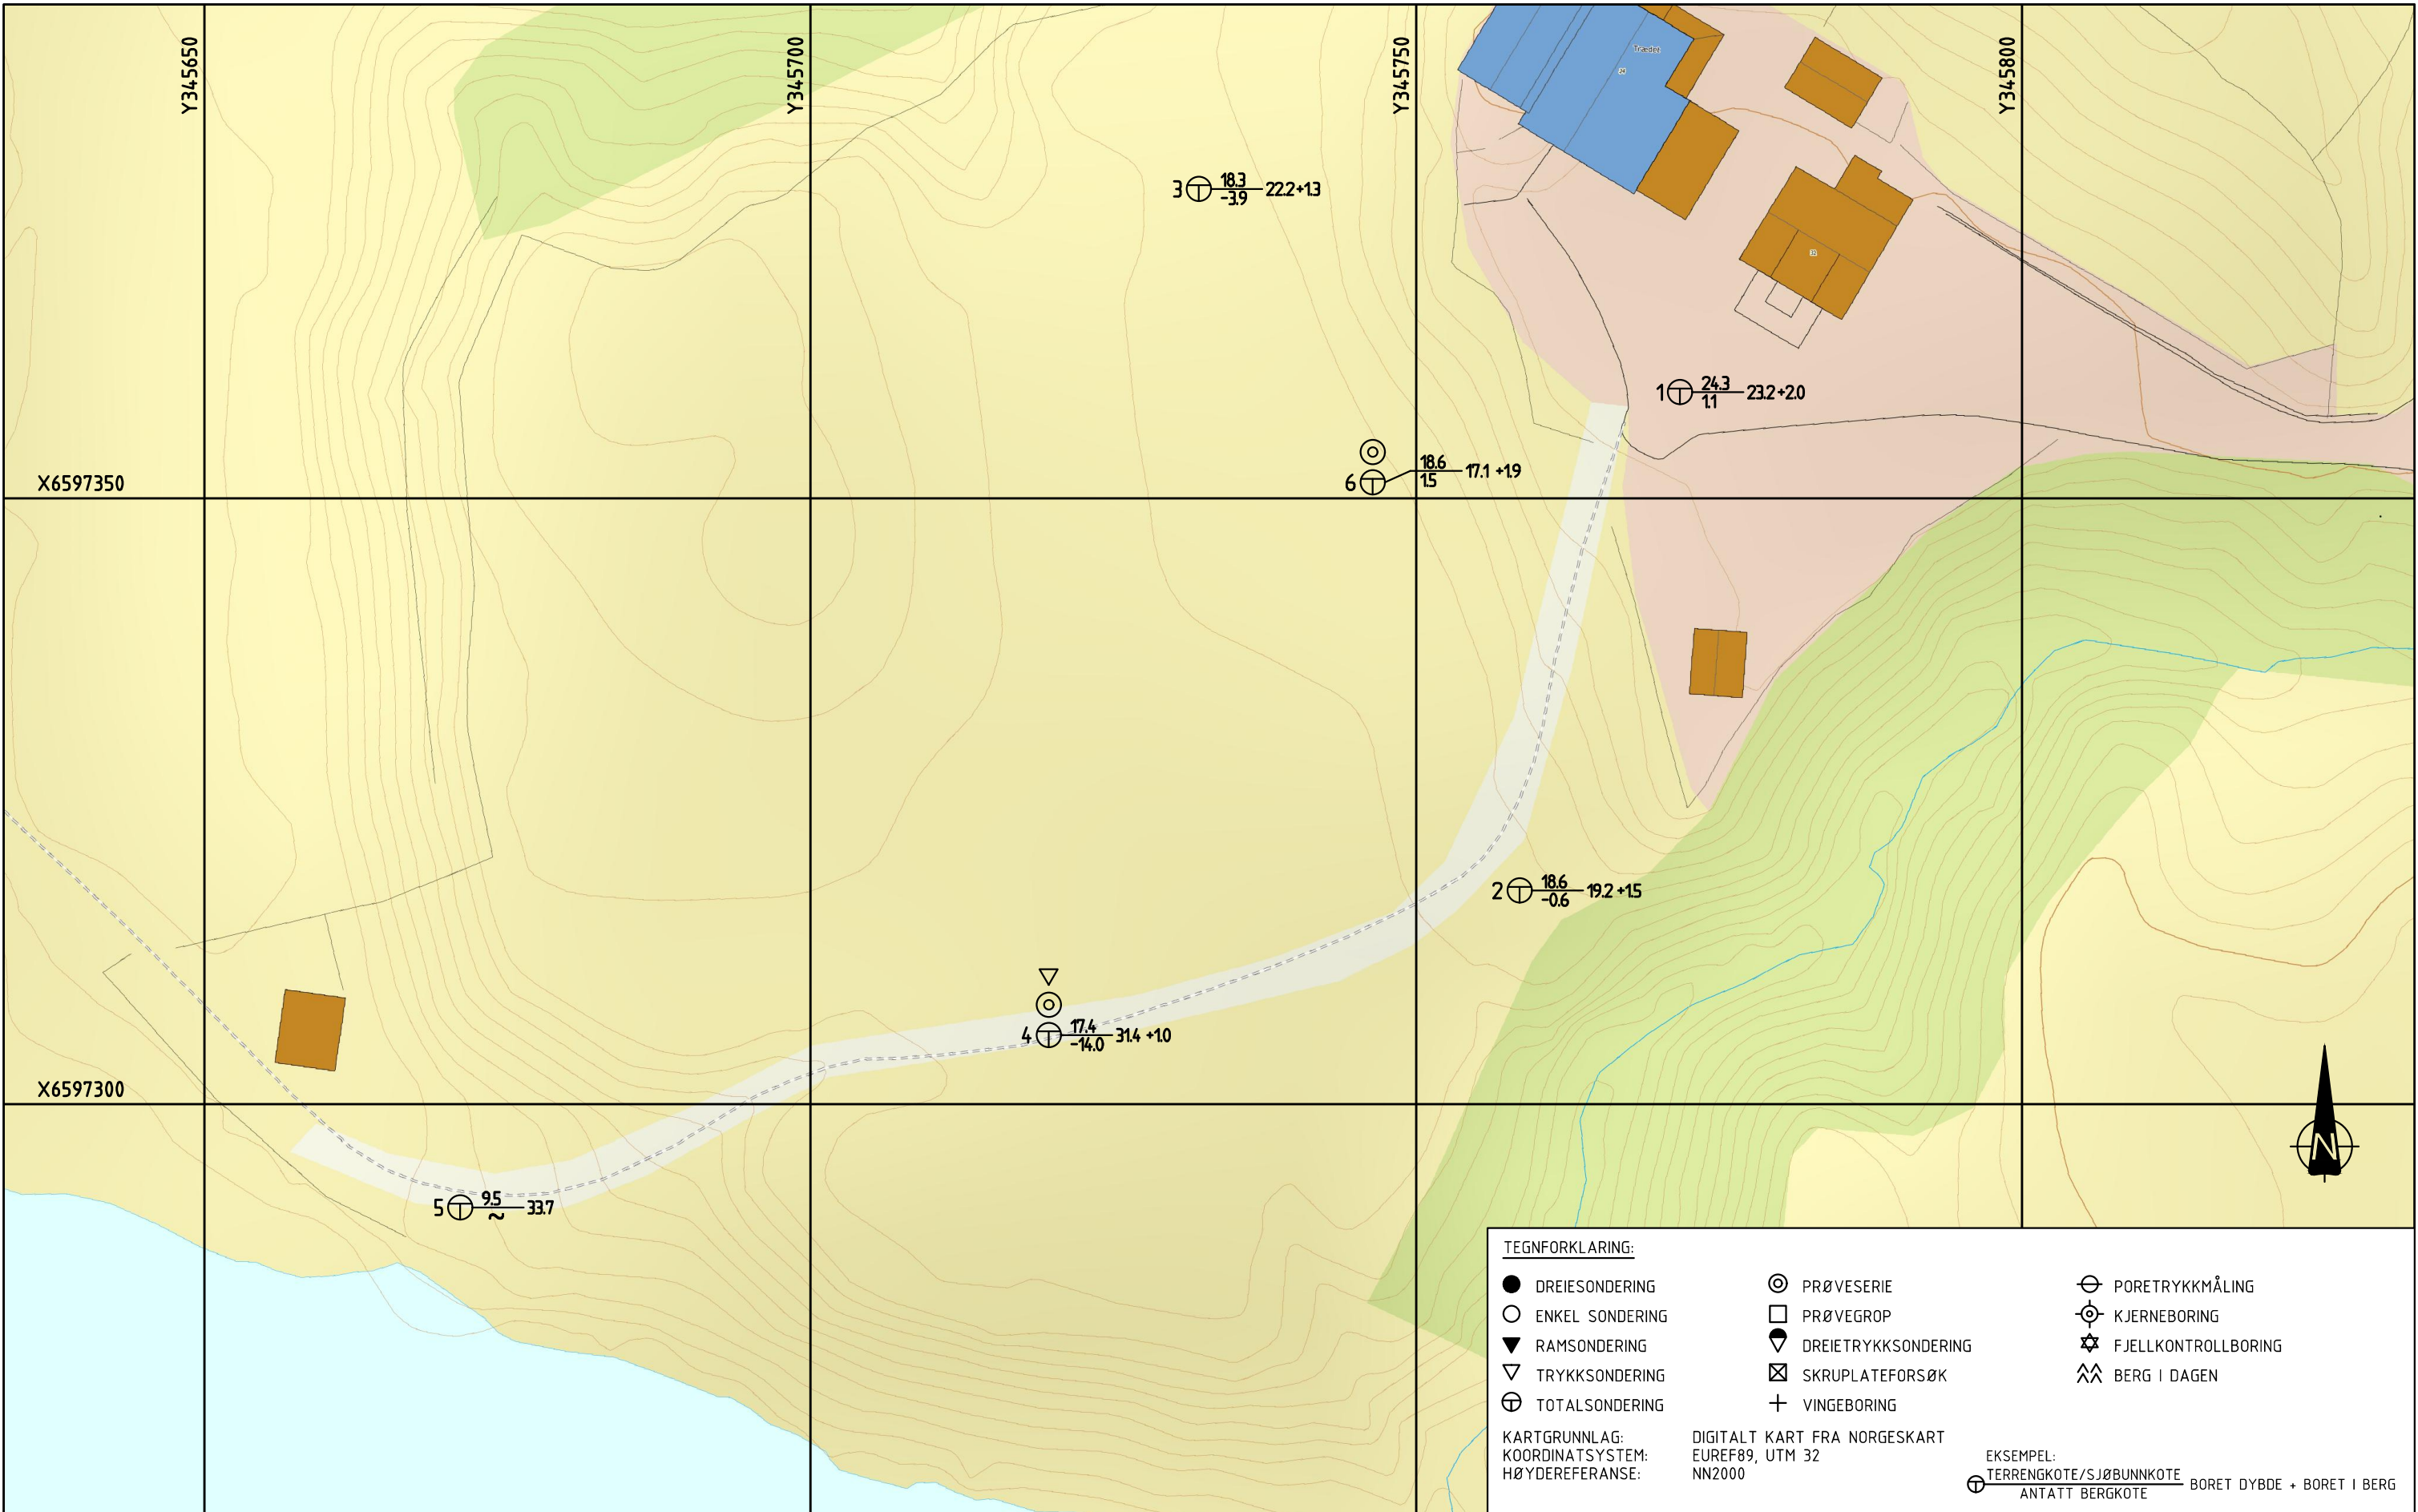 Y345650
Y345700
Y345750
Y345800
Træder
24
3 18.3 22.2+1.3
-3.9
32
1 24.3 23.2+2.0
1.1
X6597350
6 18.6 17.1 +1.9
1.5
2 18.6 19.2 +1.5
-0.6
4 17.4 31.4 +1.0
-14.0
X6597300
5 9.5 33.7
~
N
TEGNFORKLARING:
DREIESONDERING
ENKEL SONDERING
RAMSONDERING
TRYKKSONDERING
TOTALSONDERING
PRØVESERIE
PRØVEGROP
DREIETRYKKSONDERING
SKRUPLATEFORSØK
VINGEBORING
PORETRYKKMÅLING
KJERNEBORING
FJELLKONTROLLBORING
BERG I DAGEN
KARTGRUNNLAG: DIGITALT KART FRA NORGESKART
KOORDINATSYSTEM: EUREF89, UTM 32
HØYDEREFERANSE: NN2000
EKSEMPEL:
TERRENGKOTE/SJØBUNNKOTE BORET DYBDE + BORET I BERG
ANTATT BERGKOTE